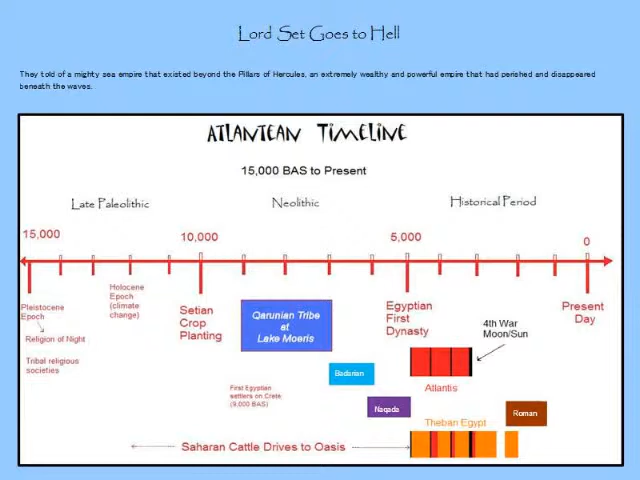 Lord Set Goes to Hell
They told of a mighty sea empire that existed beyond the Pillars of Hercules, an extremely wealthy and powerful empire that had perished and disappeared
beneath the waves.
ATLANTEAN TIMELINE
15,000 BAS to Present
Late Paleolithic
Neolithic
Historical Period
15,000
10,000
5,000
0
Pleistocene
Epoch
Religion of Night
Tribal religious
societies
Holocene
Epoch
(climate
change)
Setian
Crop
Planting
Qarunian Tribe
at
Lake Moeris
Egyptian
First
Dynasty
4th War
Moon/Sun
Present
Day
Badarian
Atlantis
First Egyptian
settlers on Crete
(9,000 BAS)
Naqada
Theban Egypt
Roman
Saharan Cattle Drives to Oasis